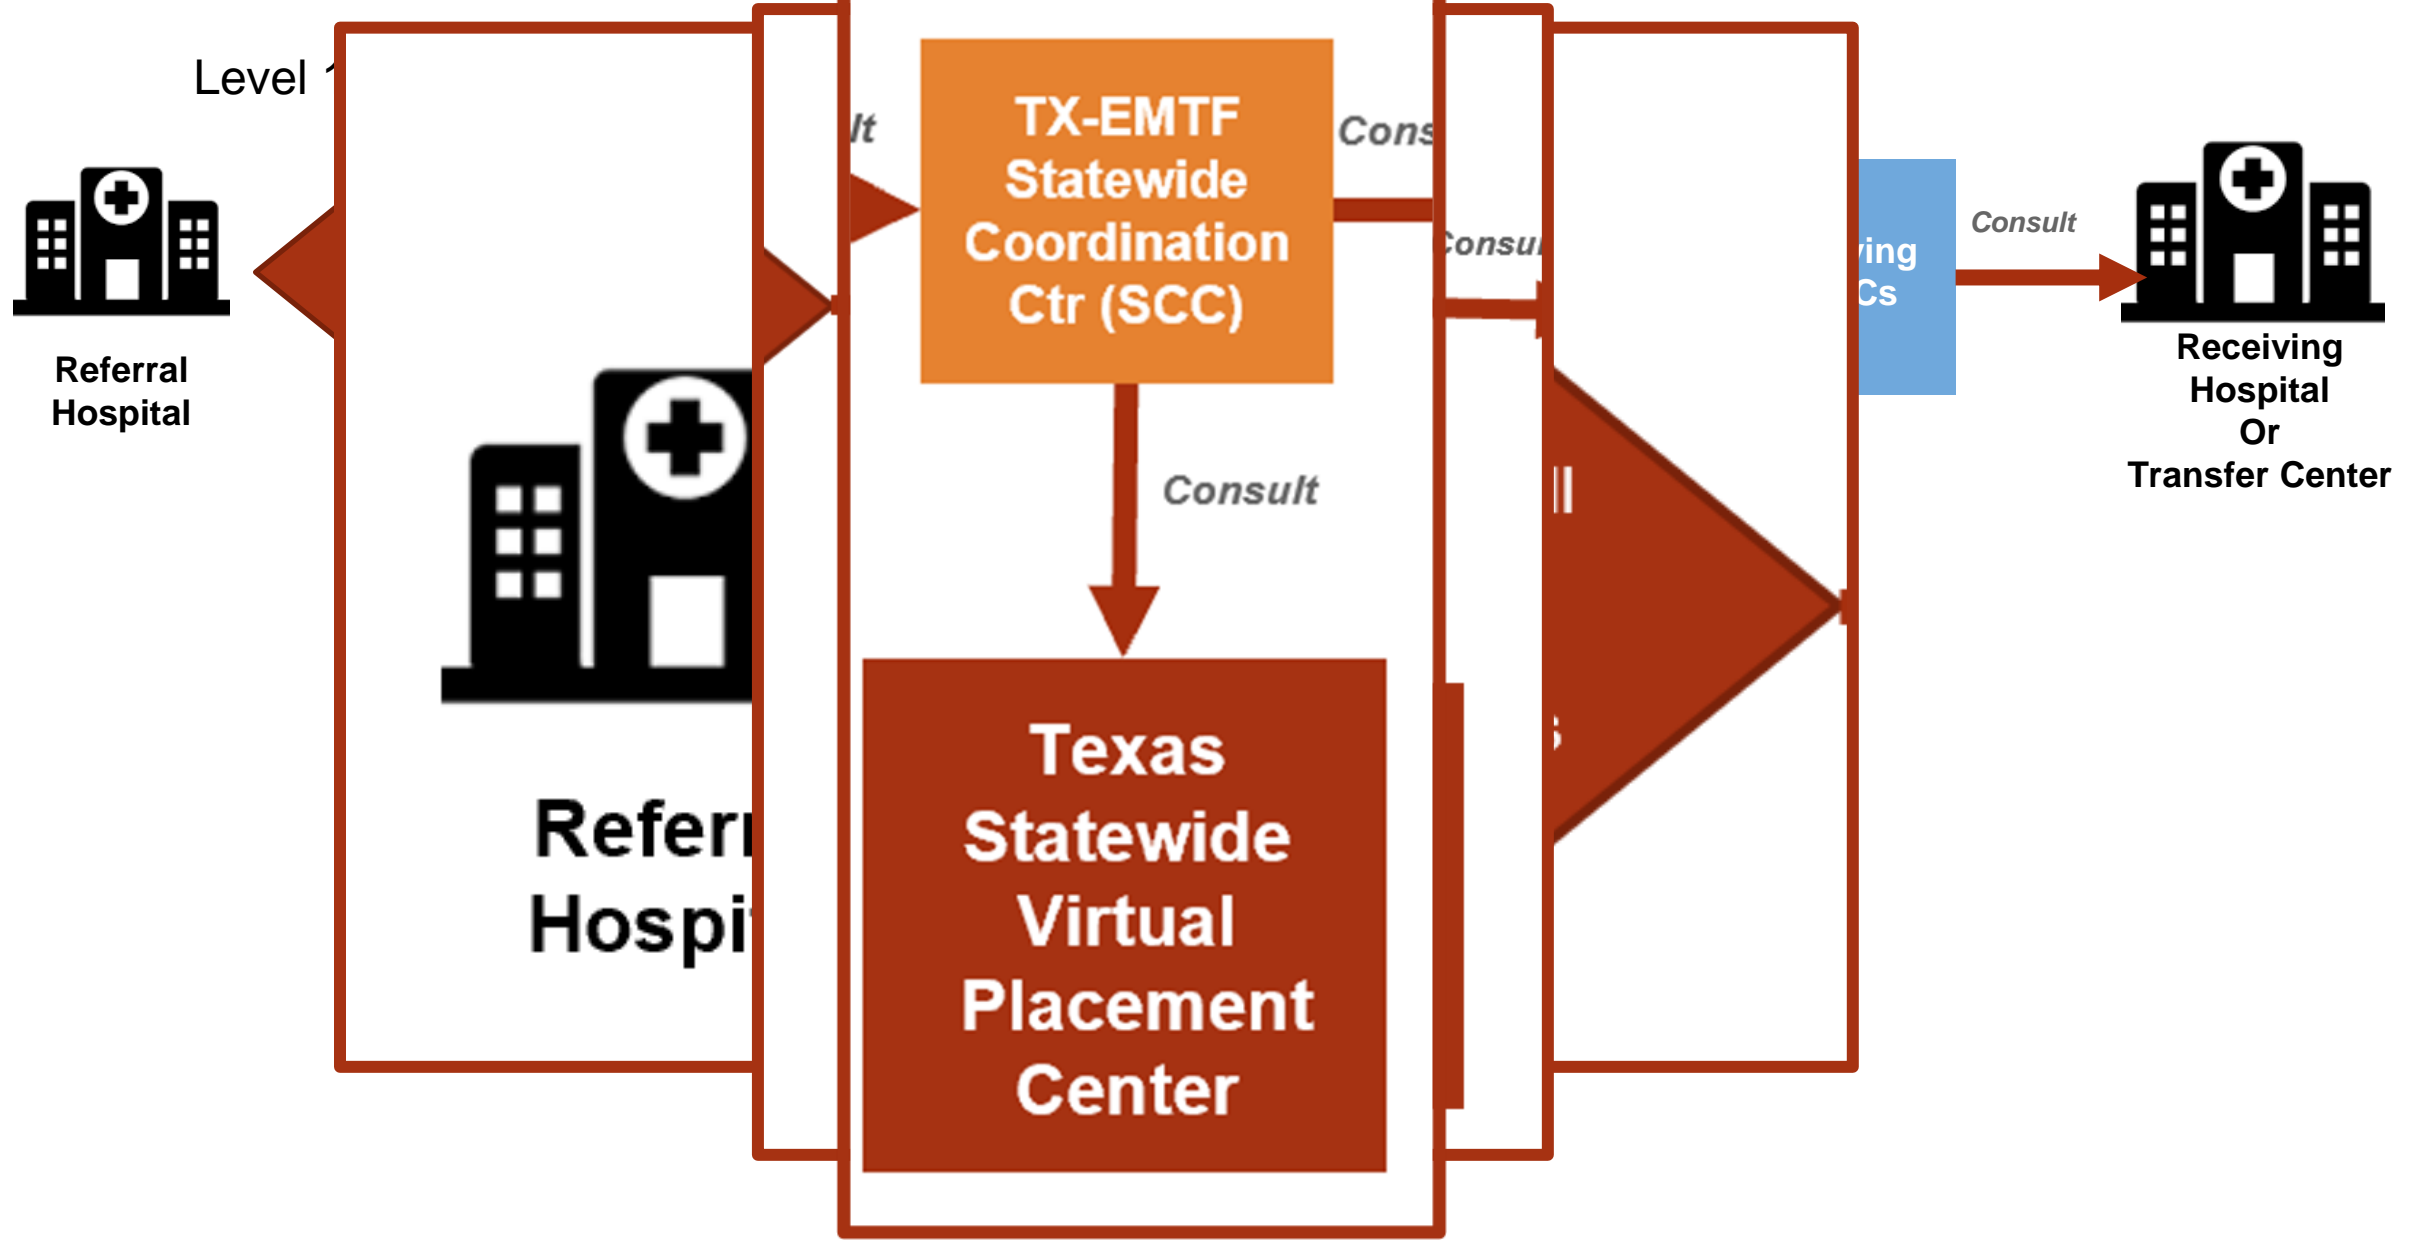 Level
Referral
Hospital
TX-EMTF
Statewide
Coordination
Ctr (SCC)
Consult
Texas
Statewide
Virtual
Placement
Center
Consult
Receiving
Hospital
Or
Transfer Center